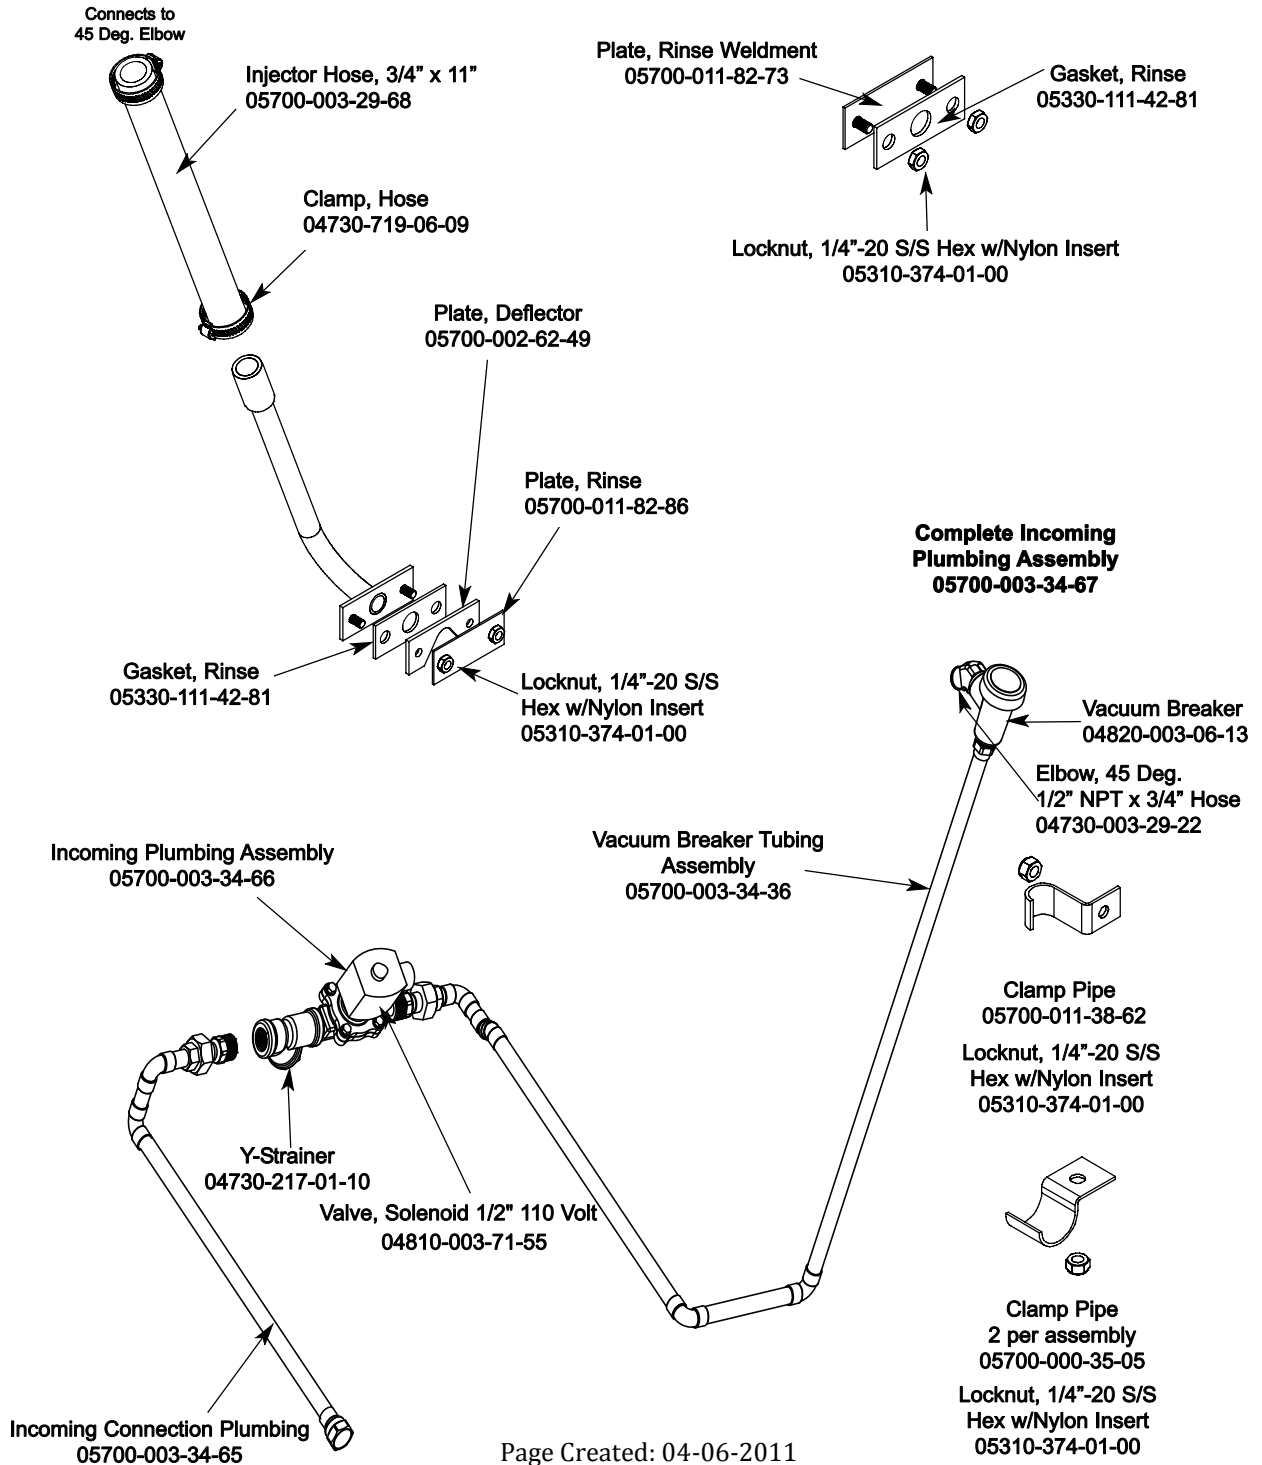 Connects to
45 Deg. Elbow
Injector Hose, 3/4” x 11”
05700-003-29-68
Clamp, Hose
04730-719-06-09
Plate, Rinse Weldment
05700-011-82-73
Gasket, Rinse
05330-111-42-81
Locknut, 1/4”-20 S/S Hex w/Nylon Insert
05310-374-01-00
Plate, Deflector
05700-002-62-49
Plate, Rinse
05700-011-82-86
Gasket, Rinse
05330-111-42-81
Locknut, 1/4”-20 S/S
Hex w/Nylon Insert
05310-374-01-00
Complete Incoming
Plumbing Assembly
05700-003-34-67
Vacuum Breaker
04820-003-06-13
Elbow, 45 Deg.
1/2” NPT x 3/4” Hose
04730-003-29-22
Incoming Plumbing Assembly
05700-003-34-66
Vacuum Breaker Tubing
Assembly
05700-003-34-36
Clamp Pipe
05700-011-38-62
Locknut, 1/4”-20 S/S
Hex w/Nylon Insert
05310-374-01-00
Y-Strainer
04730-217-01-10
Valve, Solenoid 1/2" 110 Volt
04810-003-71-55
Clamp Pipe
2 per assembly
05700-000-35-05
Locknut, 1/4”-20 S/S
Hex w/Nylon Insert
05310-374-01-00
Incoming Connection Plumbing
05700-003-34-65
Page Created: 04-06-2011